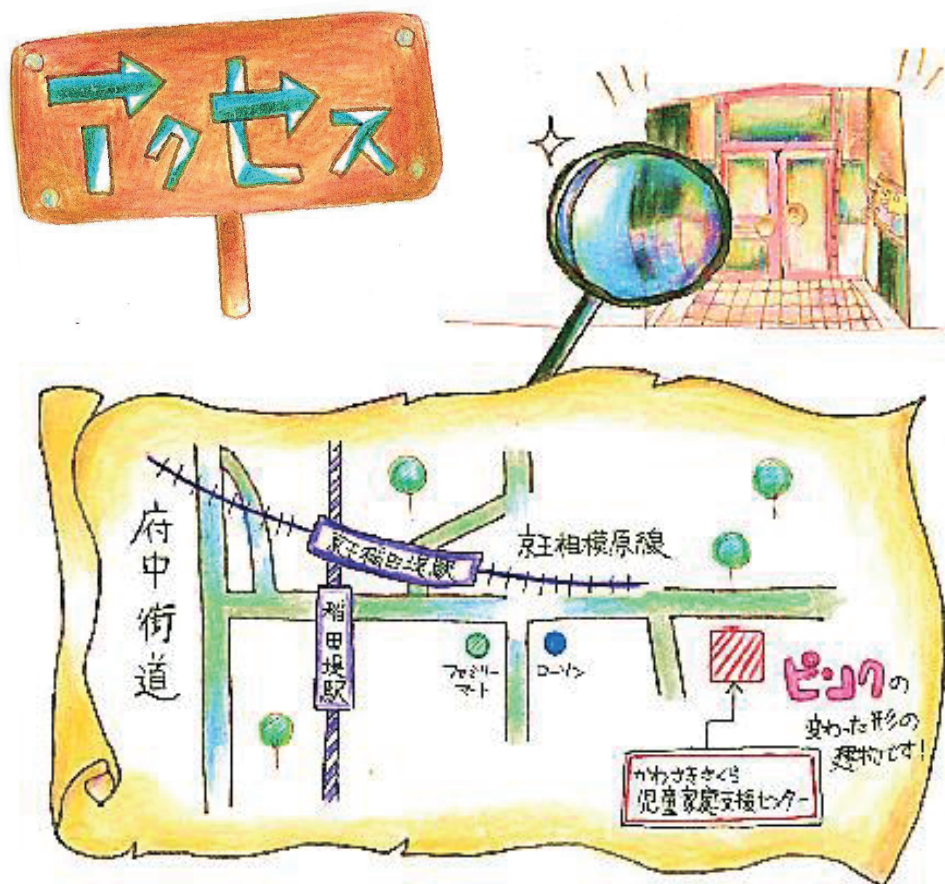 アクセス
府中街道
京王稲田堤駅
京王相模原線
稲田堤駅
ファミリー
マート
ローソン
ピンクの
変わった形の
建物です!
かわさきさくら
児童家庭支援センター